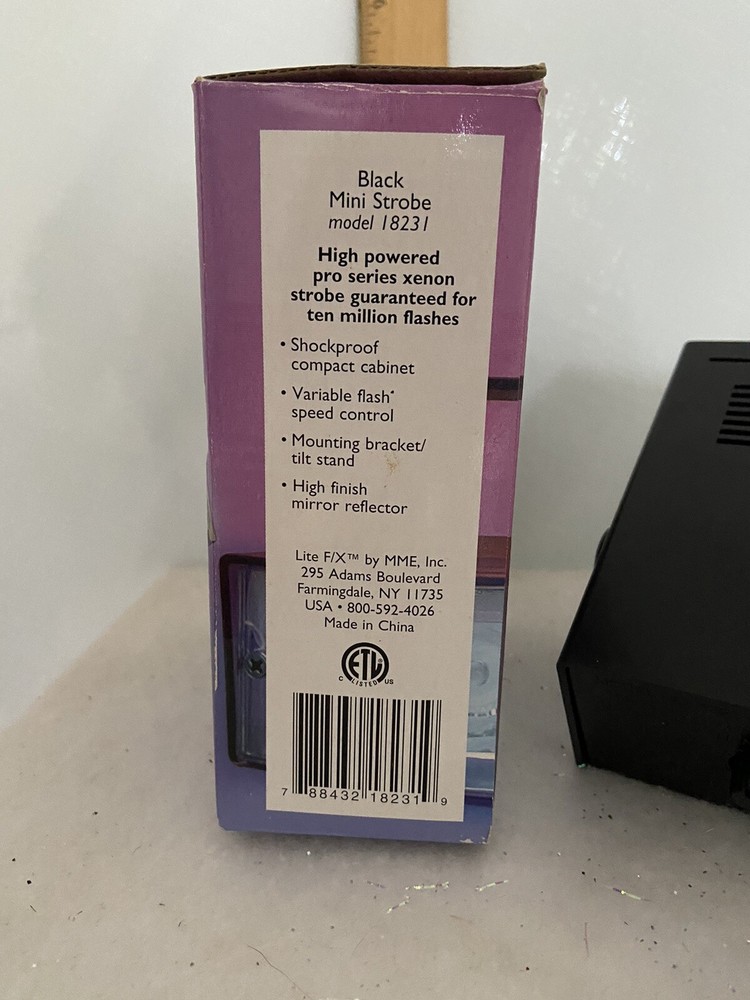 Black
Mini Strobe
model 18231
High powered
pro series xenon
strobe guaranteed for
ten million flashes
• Shockproof
compact cabinet
• Variable flash
speed control
• Mounting bracket/
tilt stand
• High finish
mirror reflector
Lite F/X™ by MME, Inc.
295 Adams Boulevard
Farmingdale, NY 11735
USA • 800-592-4026
Made in China
ETL
C LISTED US
7 88432 18231 9